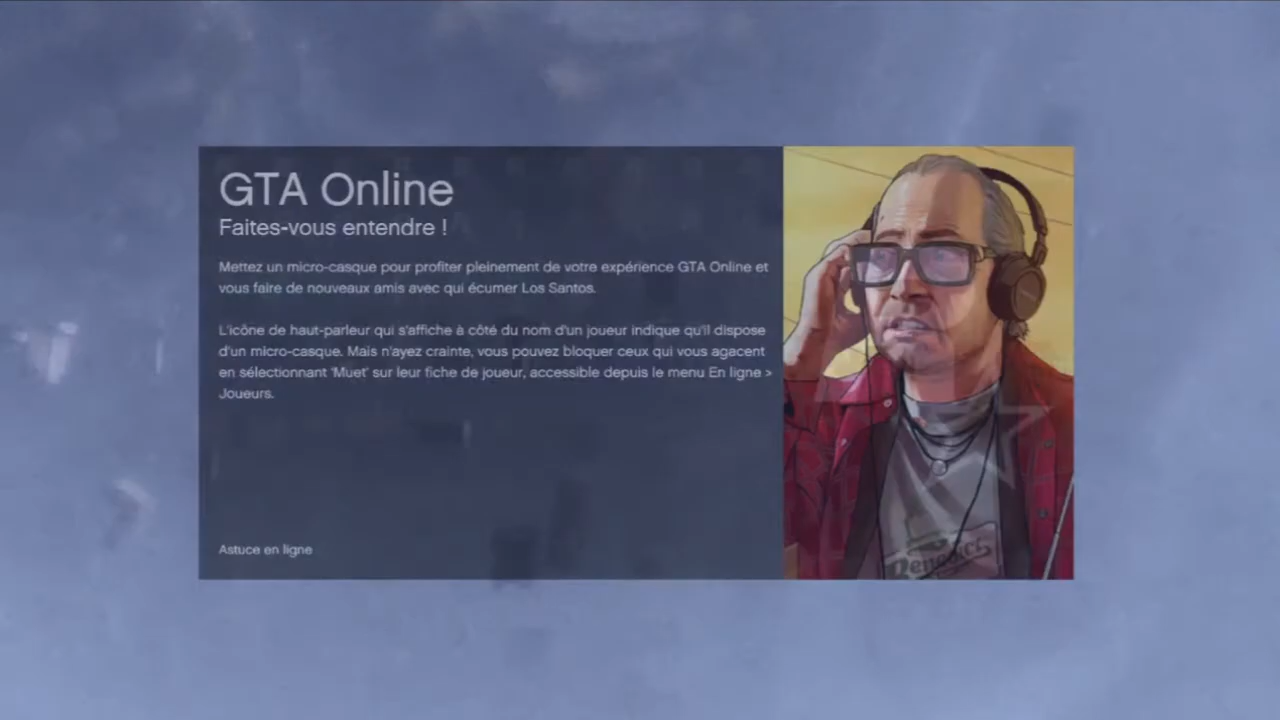 GTA Online
Faites-vous entendre !
Mettez un micro-casque pour profiter pleinement de votre expérience GTA Online et
vous faire de nouveaux amis avec qui écumer Los Santos.
L'icône de haut-parleur qui s'affiche à côté du nom d'un joueur indique qu'il dispose
d'un micro-casque. Mais n'ayez crainte, vous pouvez bloquer ceux qui vous agacent
en sélectionnant 'Muet' sur leur fiche de joueur, accessible depuis le menu En ligne >
Joueurs.
Benedict
Astuce en ligne